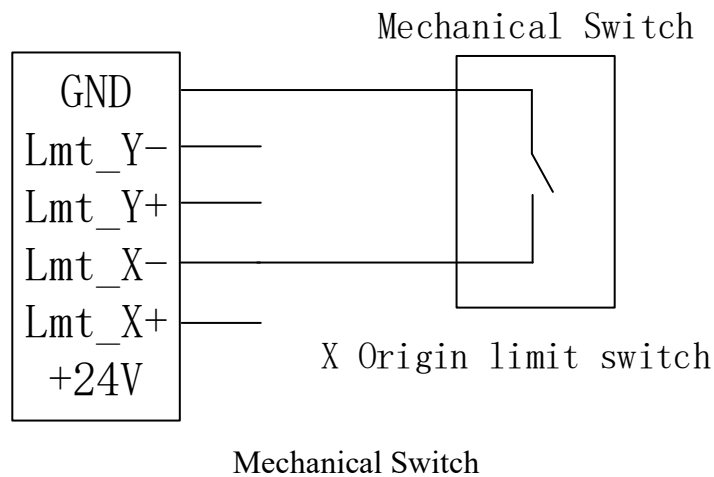 Mechanical Switch
GND
Lmt_Y-
Lmt_Y+
Lmt_X-
Lmt_X+
+24V
X Origin limit switch
Mechanical Switch